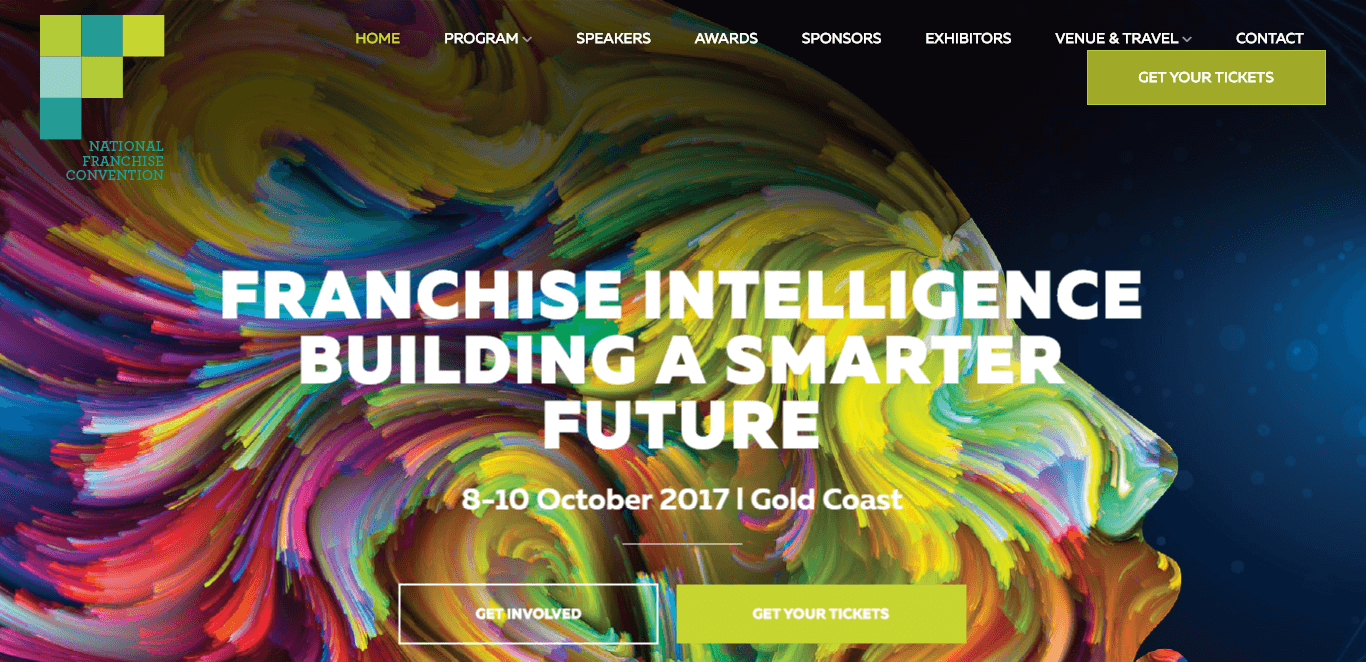 HOME
PROGRAM
SPEAKERS
AWARDS
SPONSORS
EXHIBITORS
VENUE & TRAVEL
CONTACT
GET YOUR TICKETS
NATIONAL
FRANCHISE
CONVENTION
FRANCHISE INTELLIGENCE
BUILDING A SMARTER
FUTURE
8-10 October 2017 | Gold Coast
GET INVOLVED
GET YOUR TICKETS